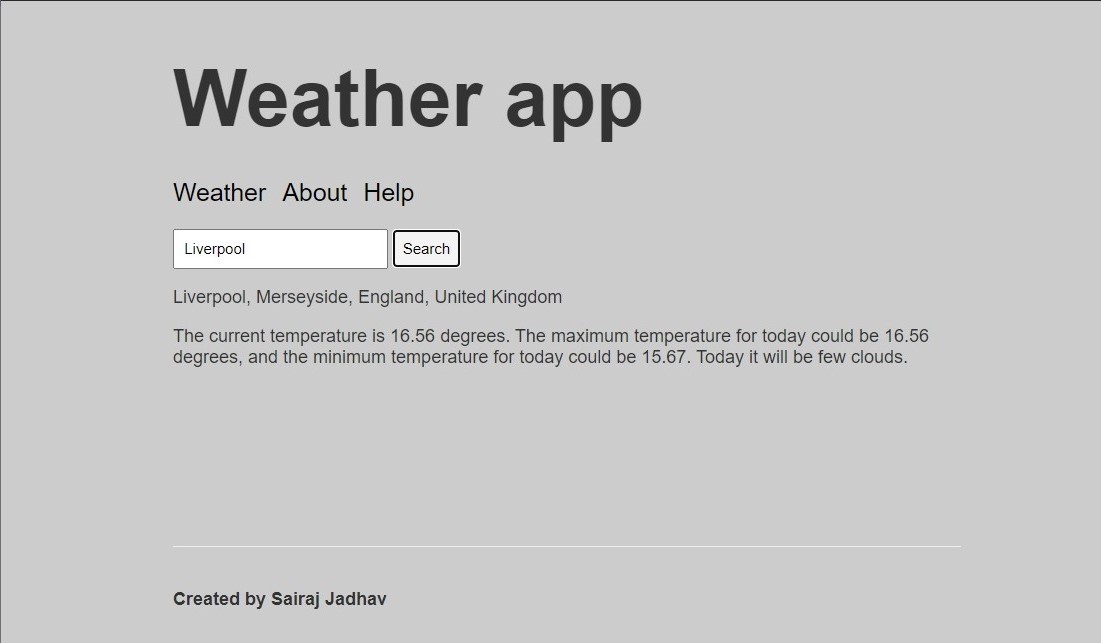 Weather app
Weather About Help
Liverpool Search
Liverpool, Merseyside, England, United Kingdom
The current temperature is 16.56 degrees. The maximum temperature for today could be 16.56
degrees, and the minimum temperature for today could be 15.67. Today it will be few clouds.
Created by Sairaj Jadhav